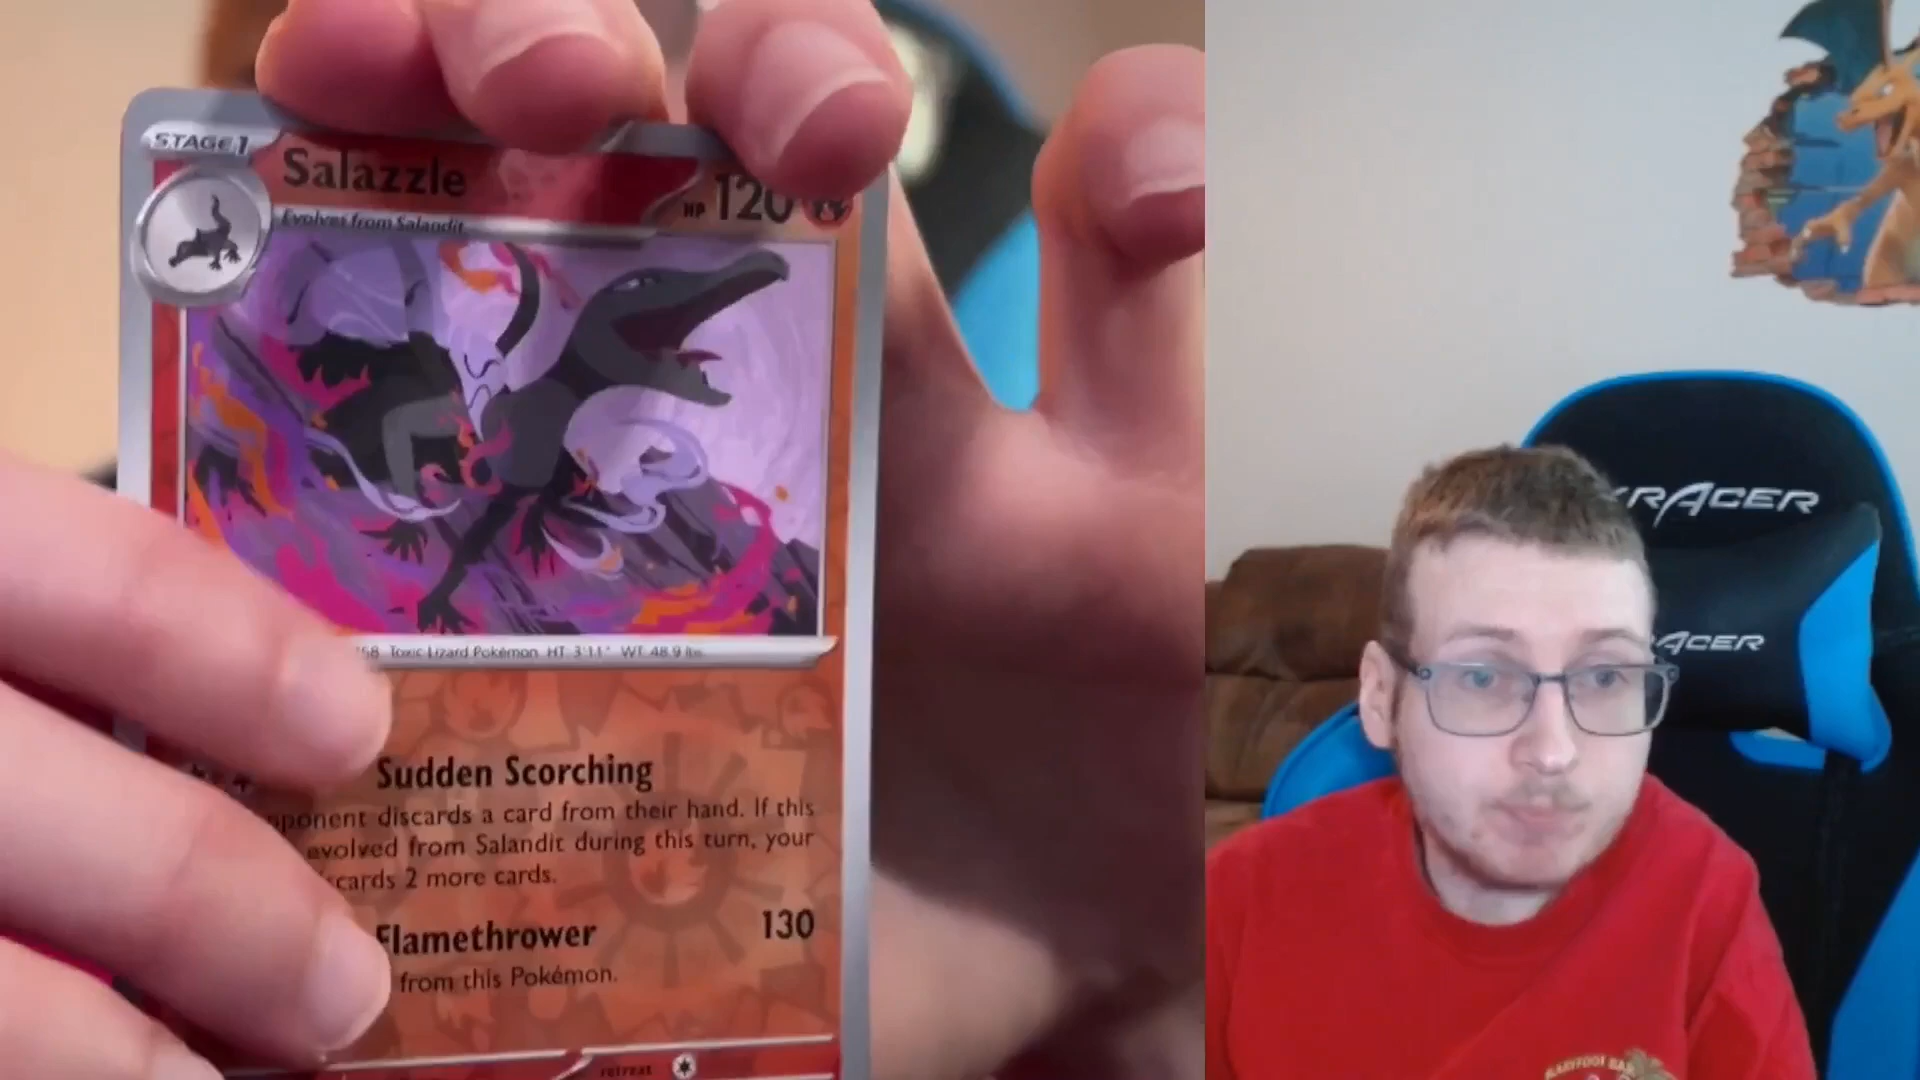 STAGE 1
Salazzle
HP 120
Evolves from Salandit
Toxic Lizard Pokémon HT: 3'11" WT: 48.9 lbs.
Sudden Scorching
ponent discards a card from their hand. If this
evolved from Salandit during this turn, your
cards 2 more cards.
Flamethrower 130
from this Pokémon.
retreat
RACER
ACER